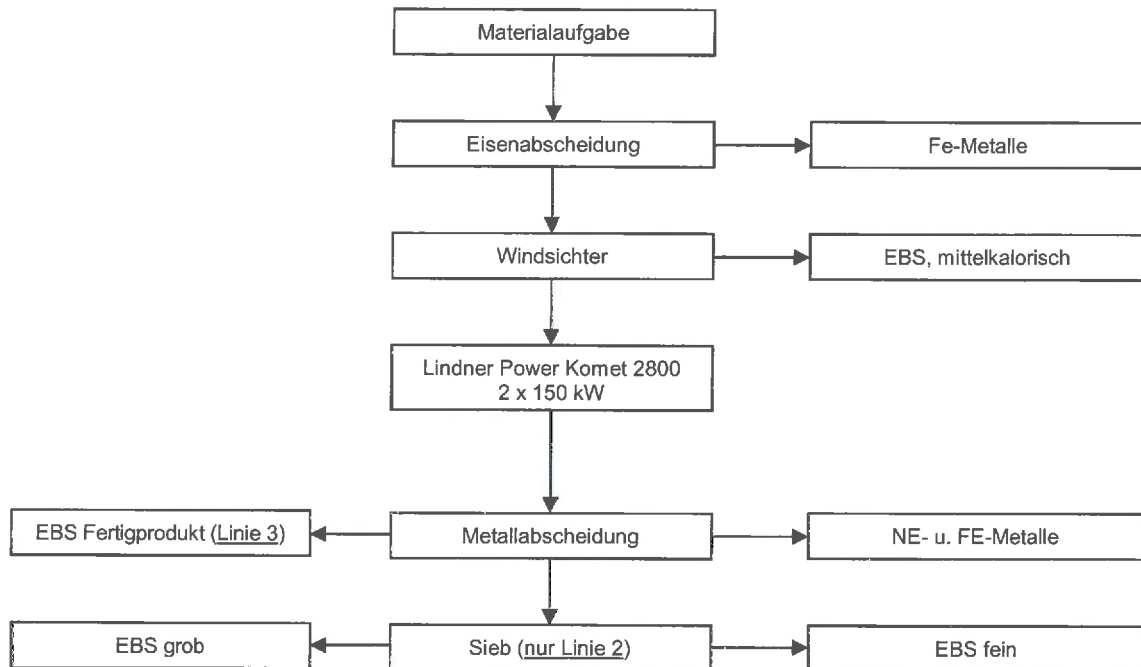 Materialaufgabe
Eisenabscheidung
Fe-Metalle
Windsichter
EBS, mittelkalorisch
Lindner Power Komet 2800
2 x 150 kW
EBS Fertigprodukt (Linie 3)
Metallabscheidung
NE- u. FE-Metalle
EBS grob
Sieb (nur Linie 2)
EBS fein